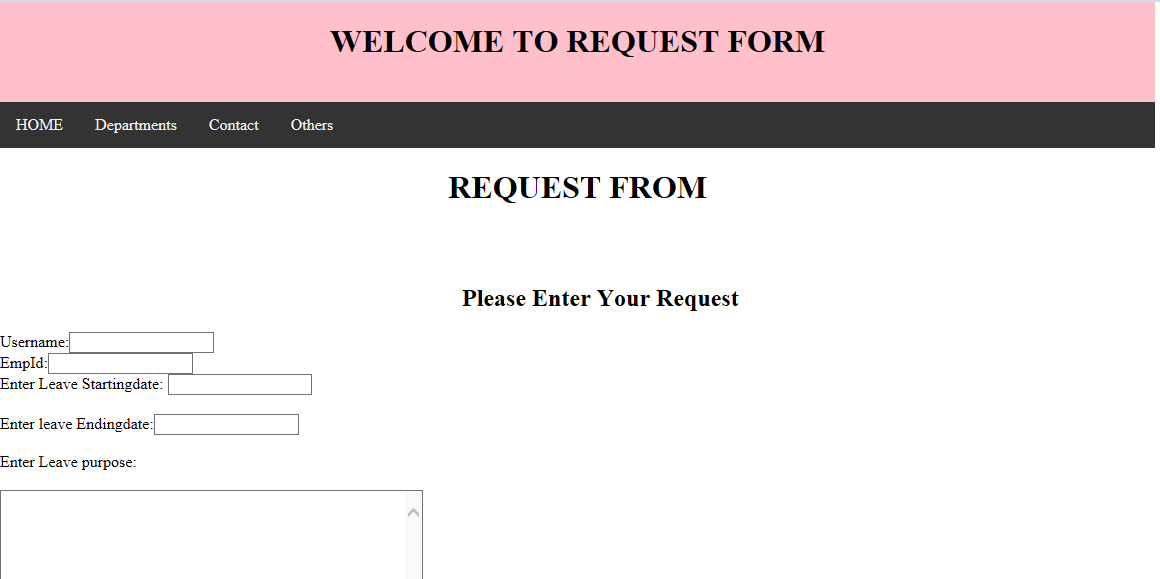 WELCOME TO REQUEST FORM
HOME Departments Contact Others
REQUEST FROM
Please Enter Your Request
Username:
EmpId:
Enter Leave Startingdate:
Enter leave Endingdate:
Enter Leave purpose: